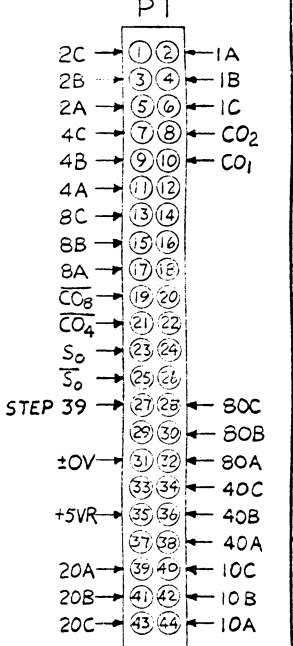 P1
2C → 1 2 ← 1A
2B → 3 4 ← 1B
2A → 5 6 ← 1C
4C → 7 8 ← CO₂
4B → 9 10 ← CO₁
4A → 11 12
8C → 13 14
8B → 15 16
8A → 17 18
C̅O̅₈ → 19 20
C̅O̅₄ → 21 22
S₀ → 23 24
S̅₀ → 25 26
STEP 39 → 27 28 ← 80C
29 30 ← 80B
±0V → 31 32 ← 80A
33 34 ← 40C
+5VR → 35 36 ← 40B
37 38 ← 40A
20A → 39 40 ← 10C
20B → 41 42 ← 10B
20C → 43 44 ← 10A